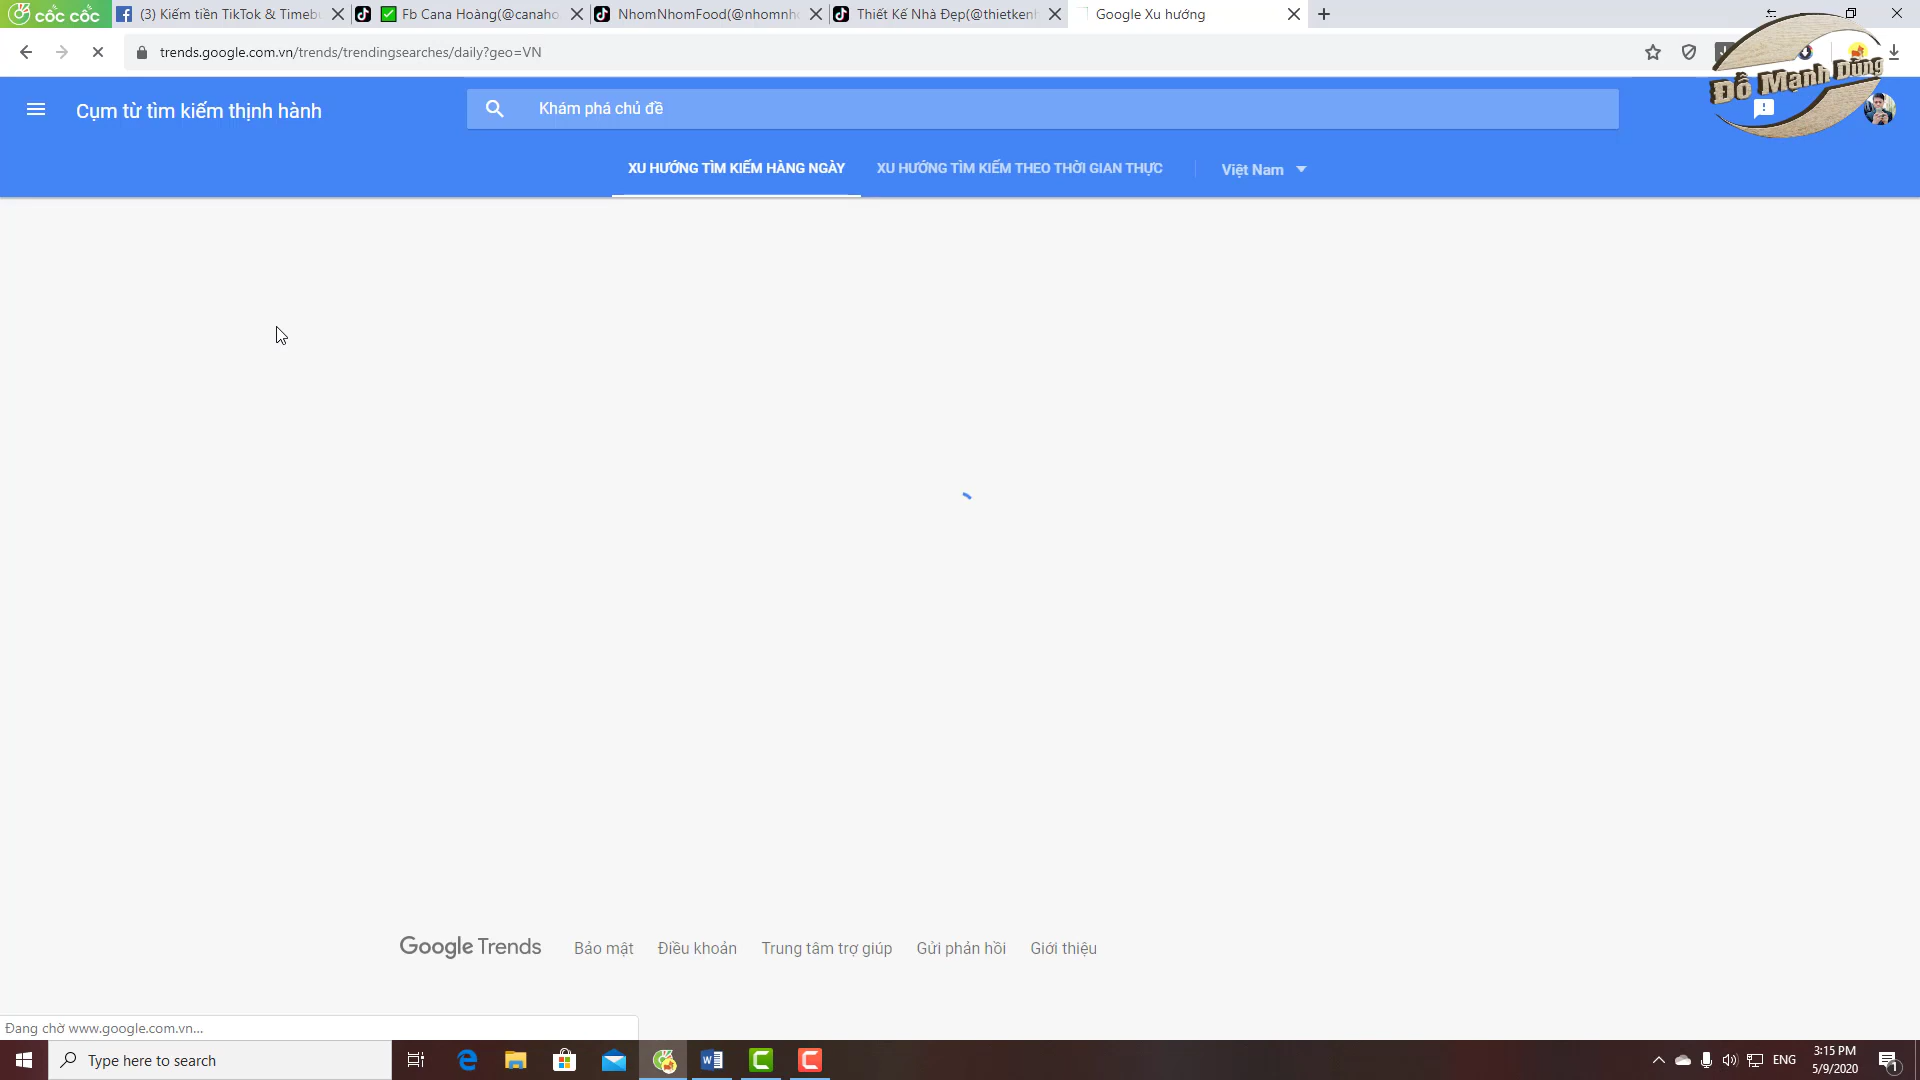 cốc cốc
(3) Kiếm tiền TikTok & Timeb
Fb Cana Hoàng(@canaho
NhomNhomFood(@nhomnh
Thiết Kế Nhà Đẹp(@thietkenh
Google Xu hướng
trends.google.com.vn/trends/trendingsearches/daily?geo=VN
Đỗ Mạnh Dũng
Cụm từ tìm kiếm thịnh hành
Khám phá chủ đề
XU HƯỚNG TÌM KIẾM HÀNG NGÀY
XU HƯỚNG TÌM KIẾM THEO THỜI GIAN THỰC
Việt Nam
Google Trends
Bảo mật
Điều khoản
Trung tâm trợ giúp
Gửi phản hồi
Giới thiệu
Đang chờ www.google.com.vn...
Type here to search
ENG
3:15 PM
5/9/2020
1